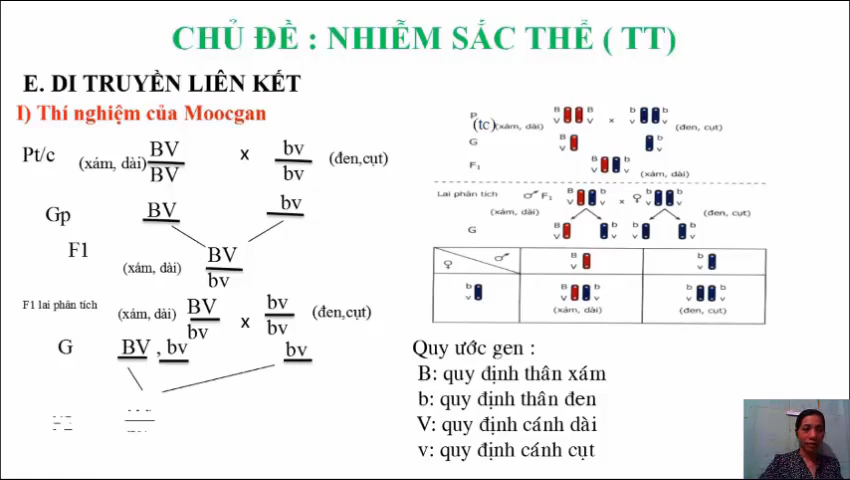 CHỦ ĐỀ : NHIỄM SẮC THỂ ( TT)
E. DI TRUYỀN LIÊN KẾT
I) Thí nghiệm của Moocgan
Pt/c (xám, dài) BV x bv (đen,cụt)
BV bv
Gp BV bv
F1 (xám, dài) BV
bv
F1 lai phân tích (xám, dài) BV x bv (đen,cụt)
bv bv
G BV , bv bv
B B b b
P
(tc)(xám, dài) V V x v v (đen, cụt)
G B b
V v
F1 B b
V v
(xám, dài)
Lai phân tích ♂ F1 B b x ♀ b b
(xám, dài) V v v v (đen, cụt)
G B b b b
V v v v
♀ ♂ B b
V v
b B b b b
v V v v v
(xám, dài) (đen, cụt)
Quy ước gen :
B: quy định thân xám
b: quy định thân đen
V: quy định cánh dài
v: quy định cánh cụt